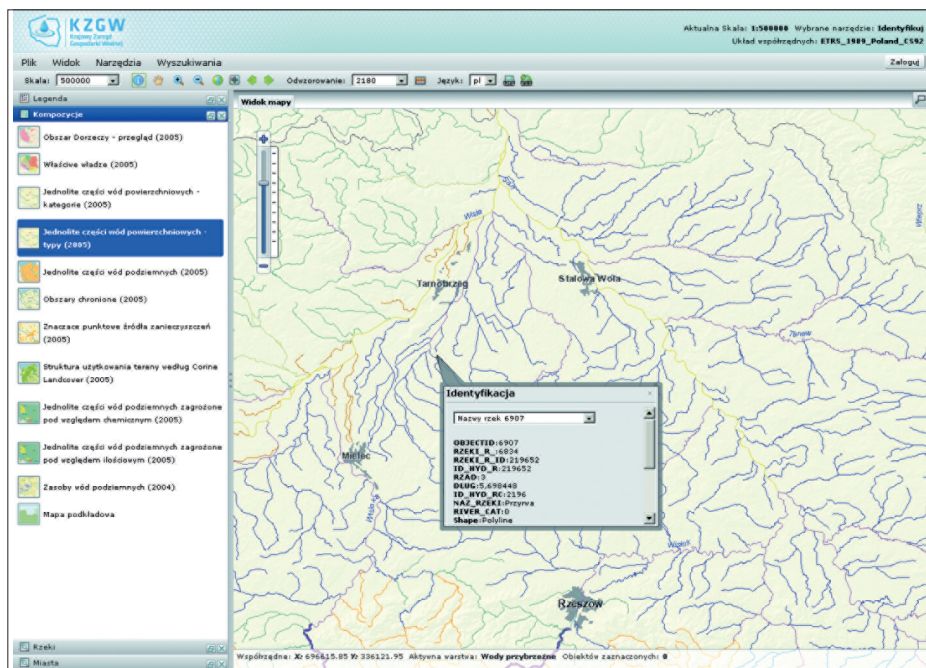 KZGW
Krajowy Zarząd
Gospodarki Wodnej
Aktualna Skala: 1:500000 Wybrane narzędzie: Identyfikuj
Układ współrzędnych: ETRS_1989_Poland_CS92
Plik Widok Narzędzia Wyszukiwania
Zaloguj
Skala: 500000 Odwzorowanie: 2180 Język: pl
Legenda
Kompozycje
Obszar Dorzeczy - przegląd (2005)
Właściwe władze (2005)
Jednolite części wód powierzchniowych -
kategorie (2005)
Jednolite części wód powierzchniowych -
typy (2005)
Jednolite części wód podziemnych (2005)
Obszary chronione (2005)
Znaczace punktowe źródła zanieczyszczeń
(2005)
Struktura użytkowania tereny według Corine
Landcover (2005)
Jednolite części wód podziemnych zagrożone
pod względem chemicznym (2005)
Jednolite części wód podziemnych zagrożone
pod względem ilościowym (2005)
Zasoby wód podziemnych (2004)
Mapa podkładowa
Rzeki
Miasta
Widok mapy
San
Wisła
Wieprz
Tarnobrzeg
Stalowa Wola
Tanew
Mielec
Wisłoka
Wisłok
Rzeszów
Identyfikacja
Nazwy rzek 6907
OBJECTID:6907
RZEKI_R_:6834
RZEKI_R_ID:219652
ID_HYD_R:219652
RZAD:3
DLUG:5,698448
ID_HYD_RC:2196
NAZ_RZEKI:Przyrwa
RIVER_CAT:0
Shape:Polyline
Współrzędne: X: 696615.85 Y: 336121.95 Aktywna warstwa: Wody przybrzeżne Obiektów zaznaczonych: 0